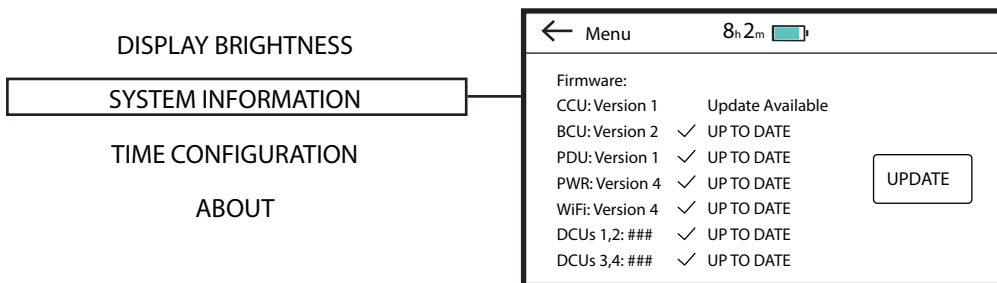 DISPLAY BRIGHTNESS
SYSTEM INFORMATION
TIME CONFIGURATION
ABOUT
Menu 8h2m
Firmware:
CCU: Version 1 Update Available
BCU: Version 2 ✓ UP TO DATE
PDU: Version 1 ✓ UP TO DATE
PWR: Version 4 ✓ UP TO DATE
WiFi: Version 4 ✓ UP TO DATE
DCUs 1,2: ### ✓ UP TO DATE
DCUs 3,4: ### ✓ UP TO DATE
UPDATE